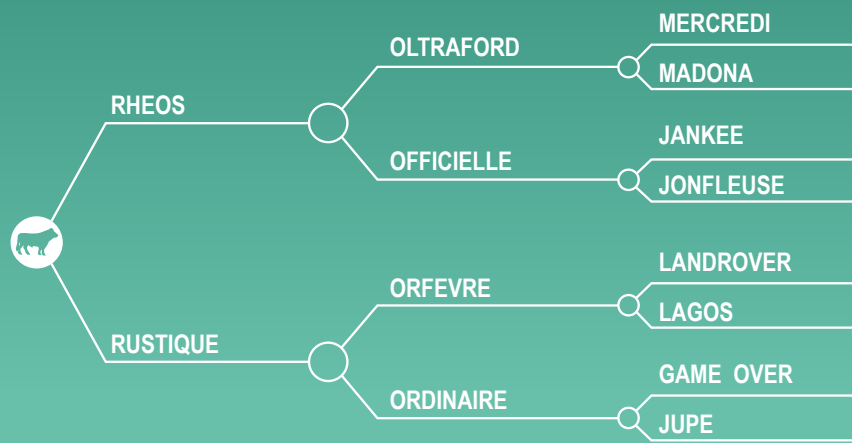 MERCREDI
OLTRAFORD
MADONA
RHEOS
JANKEE
OFFICIELLE
JONFLEUSE
LANDROVER
ORFEVRE
LAGOS
RUSTIQUE
GAME OVER
ORDINAIRE
JUPE